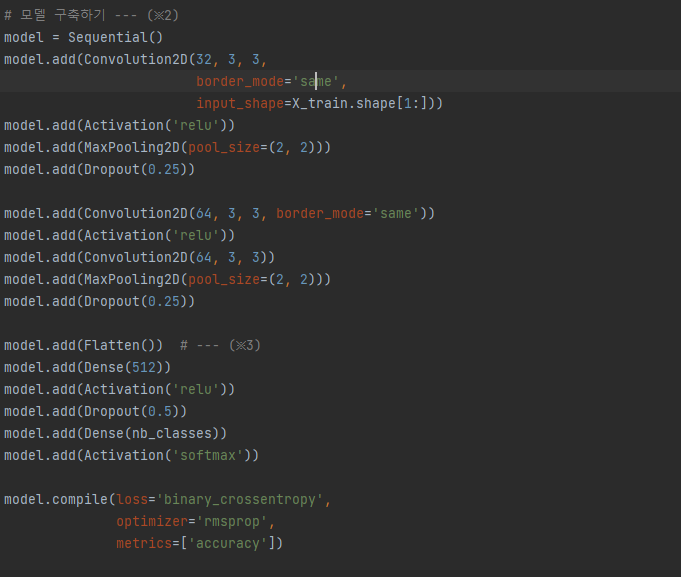 # 모델 구축하기 --- (※2)
model = Sequential()
model.add(Convolution2D(32, 3, 3,
                        border_mode='same',
                        input_shape=X_train.shape[1:]))
model.add(Activation('relu'))
model.add(MaxPooling2D(pool_size=(2, 2)))
model.add(Dropout(0.25))

model.add(Convolution2D(64, 3, 3, border_mode='same'))
model.add(Activation('relu'))
model.add(Convolution2D(64, 3, 3))
model.add(MaxPooling2D(pool_size=(2, 2)))
model.add(Dropout(0.25))

model.add(Flatten())  # --- (※3)
model.add(Dense(512))
model.add(Activation('relu'))
model.add(Dropout(0.5))
model.add(Dense(nb_classes))
model.add(Activation('softmax'))

model.compile(loss='binary_crossentropy',
              optimizer='rmsprop',
              metrics=['accuracy'])